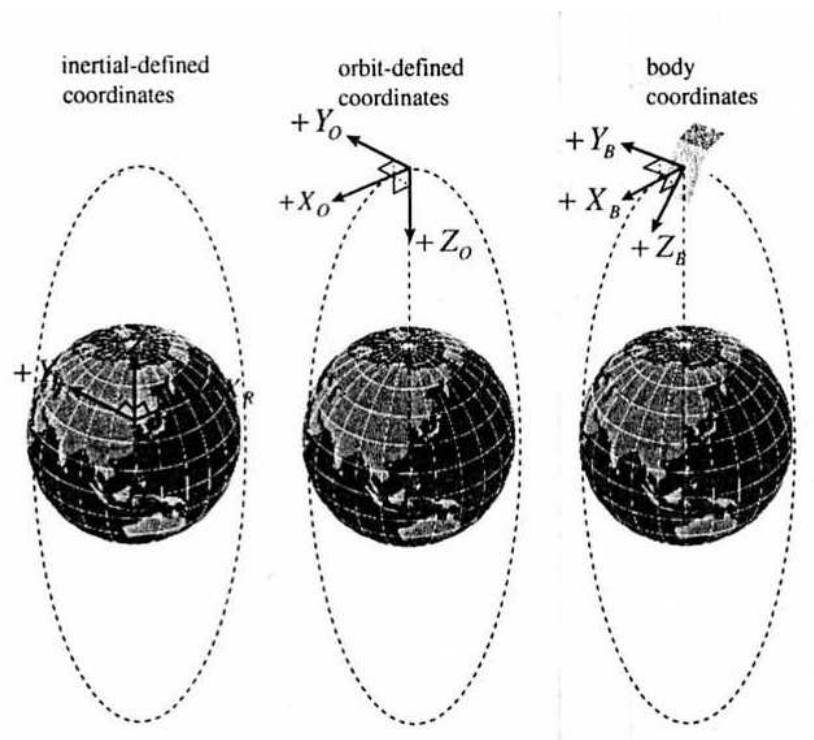 inertial-defined
coordinates
orbit-defined
coordinates
body
coordinates
+Y_O
+X_O
+Z_O
+Y_B
+X_B
+Z_B
+Y